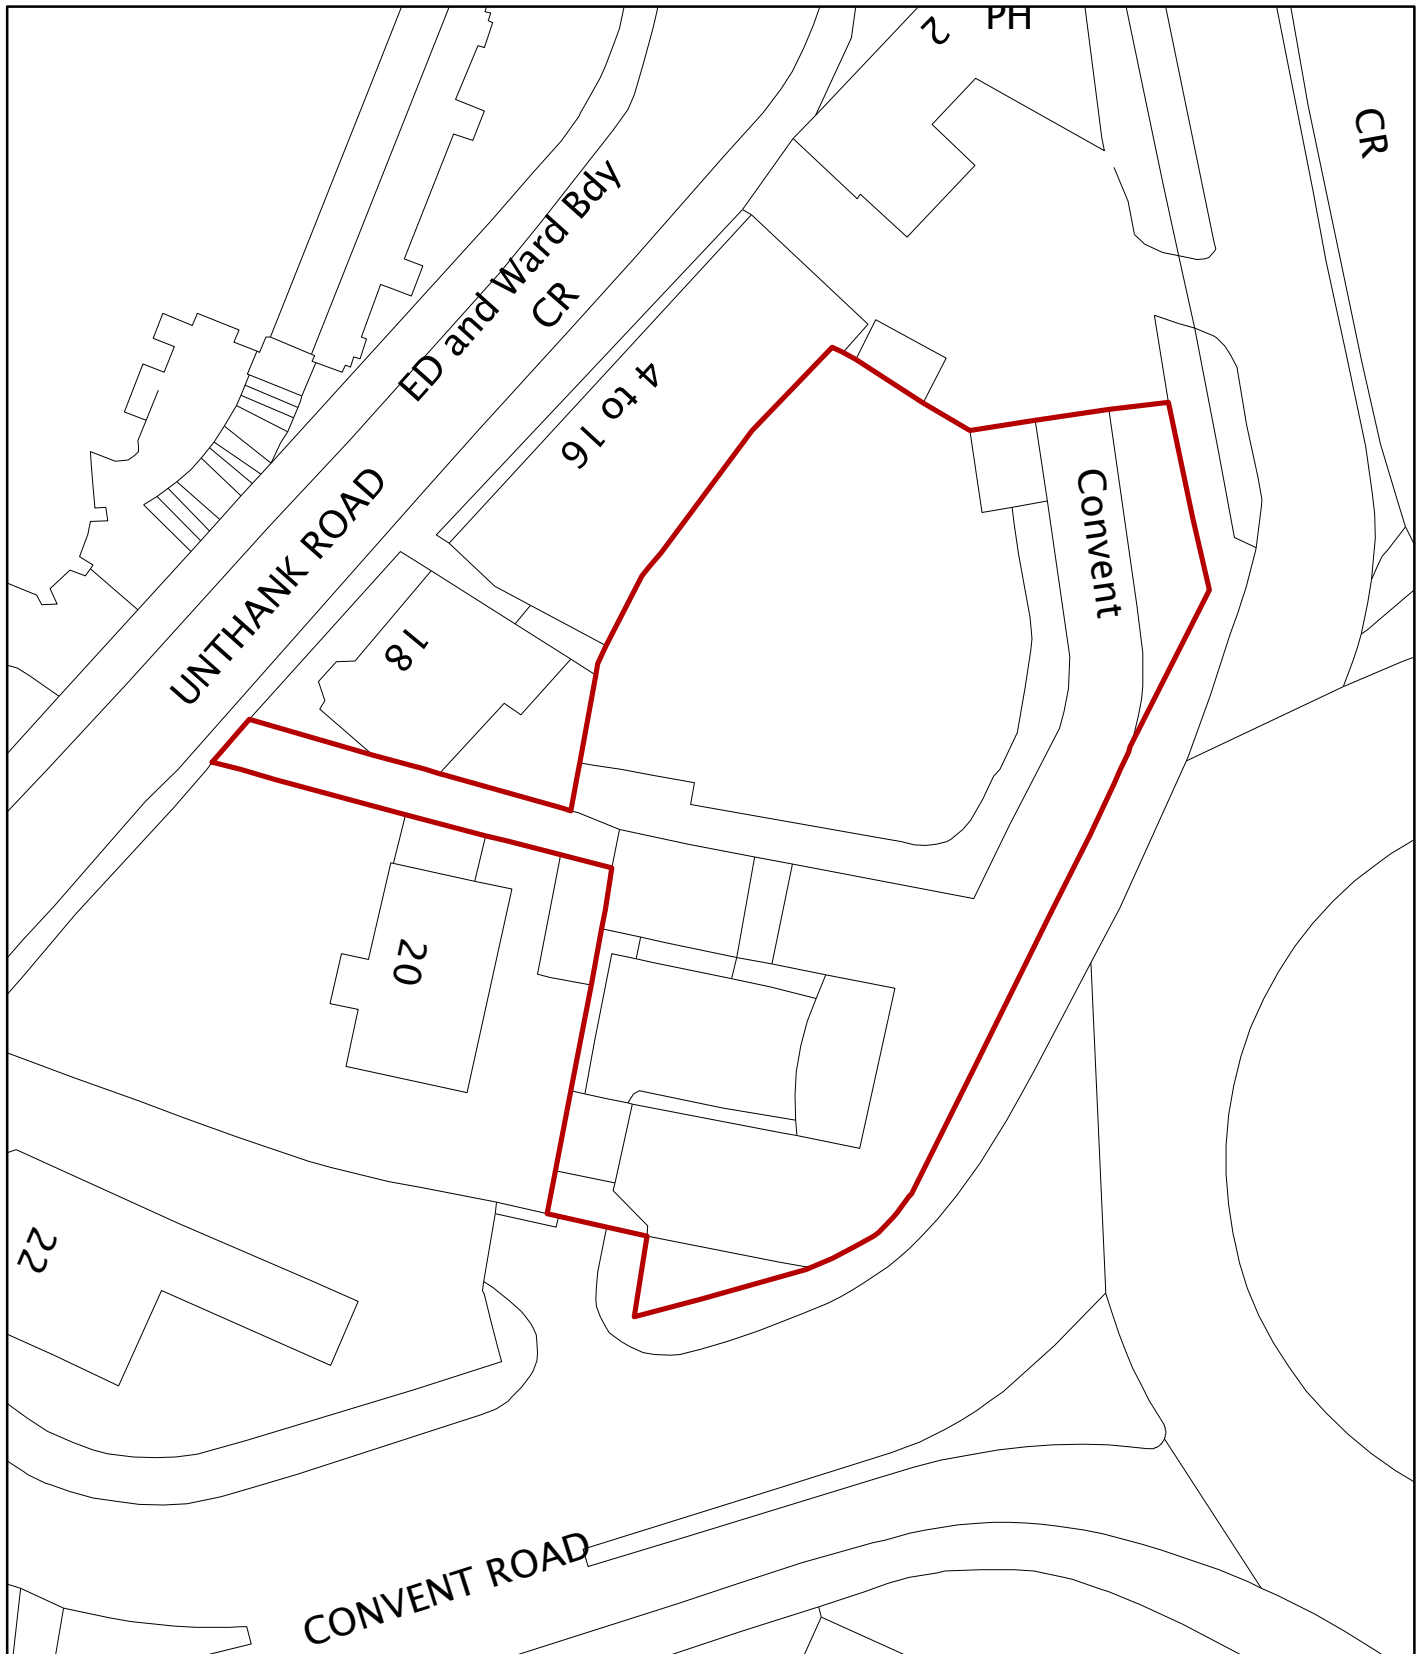 2
PH
CR
ED and Ward Bdy
CR
4 to 16
UNTHANK ROAD
Convent
18
20
22
CONVENT ROAD